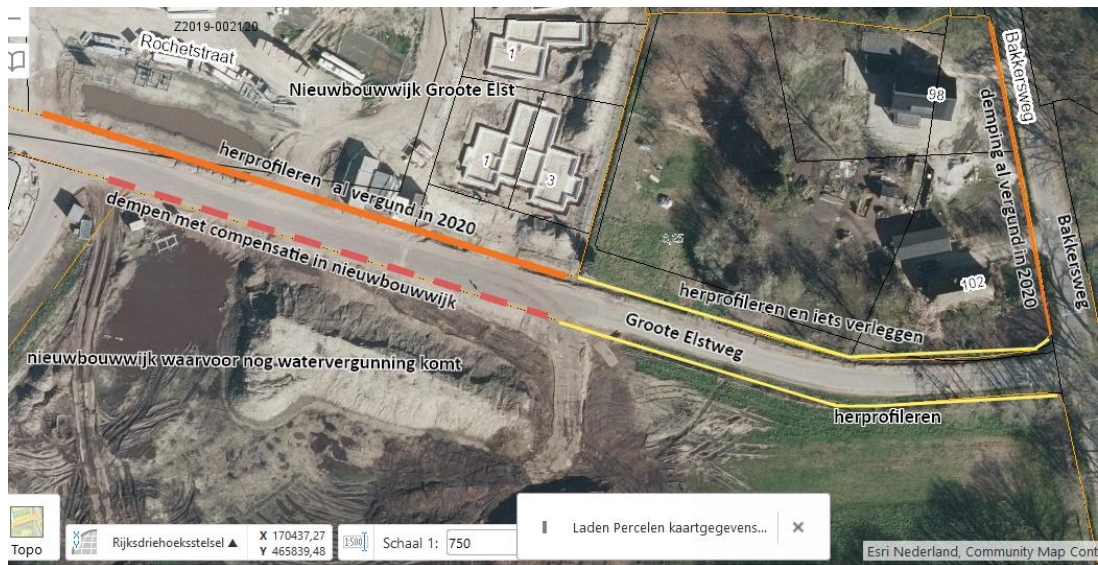 Z2019-002120
Rochetstraat
Nieuwbouwwijk Groote Elst
1
1
3
98
102
Bakkersweg
demping al vergund in 2020
Bakkersweg
herprofileren al vergund in 2020
dempen met compensatie in nieuwbouwwijk
herprofileren en iets verleggen
Groote Elstweg
nieuwbouwwijk waarvoor nog watervergunning komt
herprofileren
Topo
Rijksdriehoeksstelsel ▲
X 170437,27
Y 465839,48
1:500
Schaal 1: 750
Laden Percelen kaartgegevens...
Esri Nederland, Community Map Cont